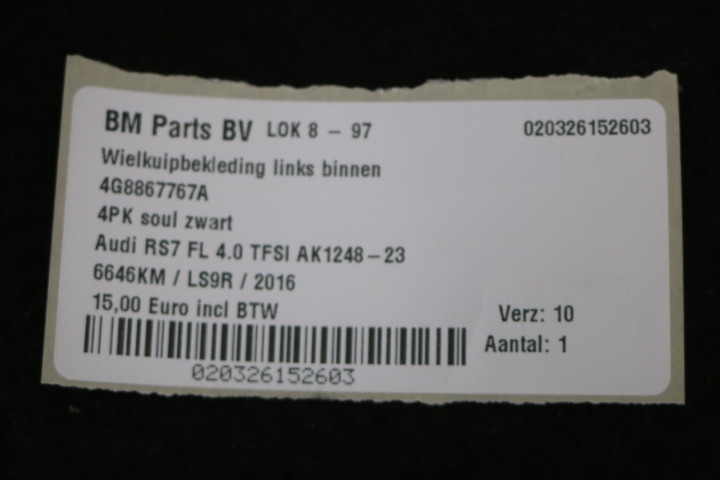 BM Parts BV LOK 8 - 97 020326152603
Wielkuipbekleding links binnen
4G8867767A
4PK soul zwart
Audi RS7 FL 4.0 TFSI AK1248-23
6646KM / LS9R / 2016
15,00 Euro incl BTW Verz: 10
Aantal: 1
020326152603